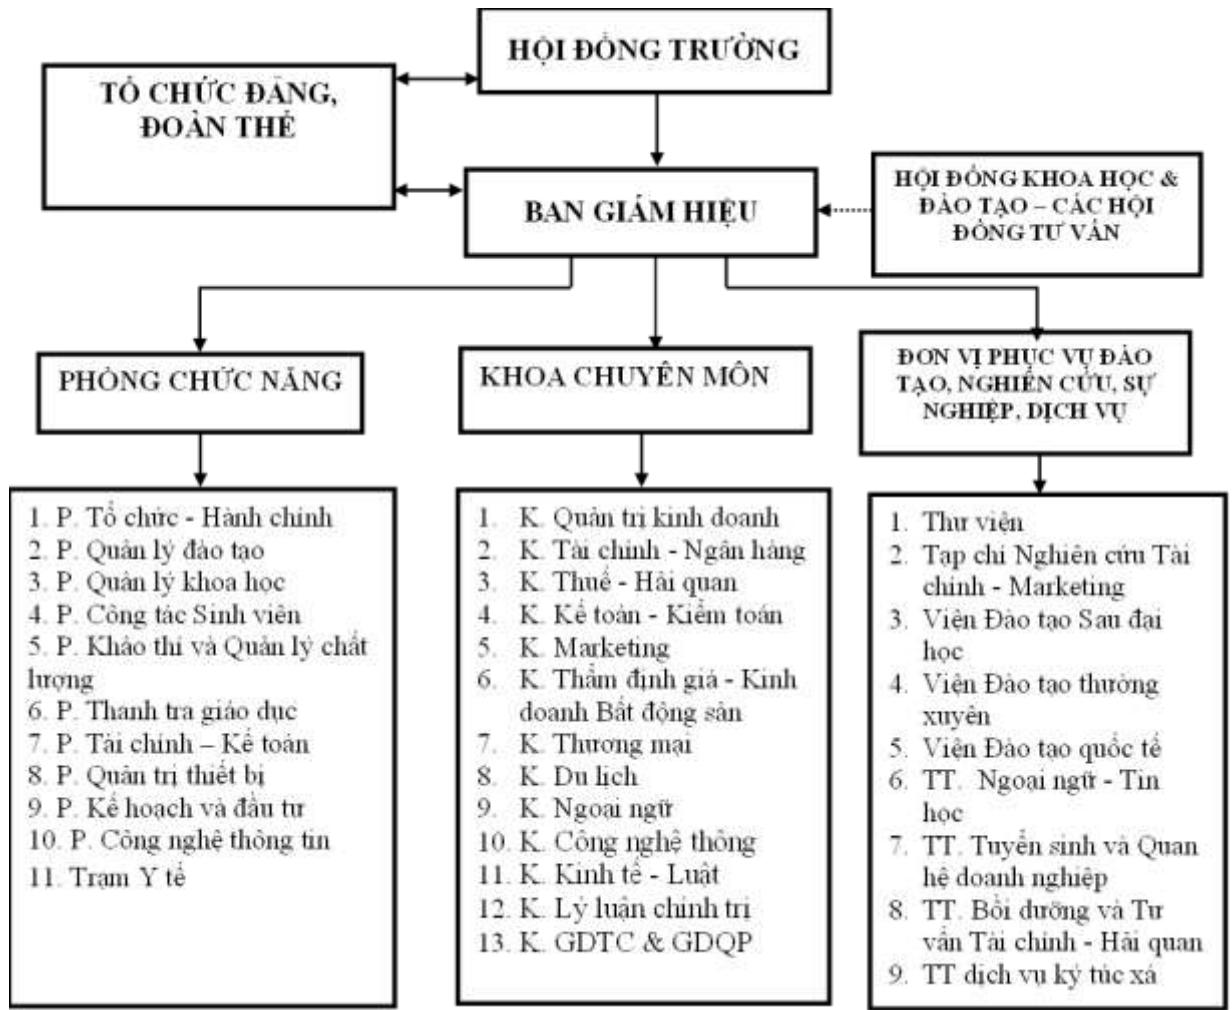 HỘI ĐỒNG TRƯỜNG
TỔ CHỨC ĐẢNG,
ĐOÀN THỂ
BAN GIÁM HIỆU
HỘI ĐỒNG KHOA HỌC &
ĐÀO TẠO – CÁC HỘI
ĐỒNG TƯ VẤN
PHÒNG CHỨC NĂNG
KHOA CHUYÊN MÔN
ĐƠN VỊ PHỤC VỤ ĐÀO
TẠO, NGHIÊN CỨU, SỰ
NGHIỆP, DỊCH VỤ
1. P. Tổ chức - Hành chính
2. P. Quản lý đào tạo
3. P. Quản lý khoa học
4. P. Công tác Sinh viên
5. P. Khảo thí và Quản lý chất
lượng
6. P. Thanh tra giáo dục
7. P. Tài chính – Kế toán
8. P. Quản trị thiết bị
9. P. Kế hoạch và đầu tư
10. P. Công nghệ thông tin
11. Trạm Y tế
1. K. Quản trị kinh doanh
2. K. Tài chính - Ngân hàng
3. K. Thuế - Hải quan
4. K. Kế toán - Kiểm toán
5. K. Marketing
6. K. Thẩm định giá - Kinh
doanh Bất động sản
7. K. Thương mại
8. K. Du lịch
9. K. Ngoại ngữ
10. K. Công nghệ thông
11. K. Kinh tế - Luật
12. K. Lý luận chính trị
13. K. GDTC & GDQP
1. Thư viện
2. Tạp chí Nghiên cứu Tài
chính - Marketing
3. Viện Đào tạo Sau đại
học
4. Viện Đào tạo thường
xuyên
5. Viện Đào tạo quốc tế
6. TT. Ngoại ngữ - Tin
học
7. TT. Tuyển sinh và Quan
hệ doanh nghiệp
8. TT. Bồi dưỡng và Tư
vấn Tài chính - Hải quan
9. TT dịch vụ ký túc xá